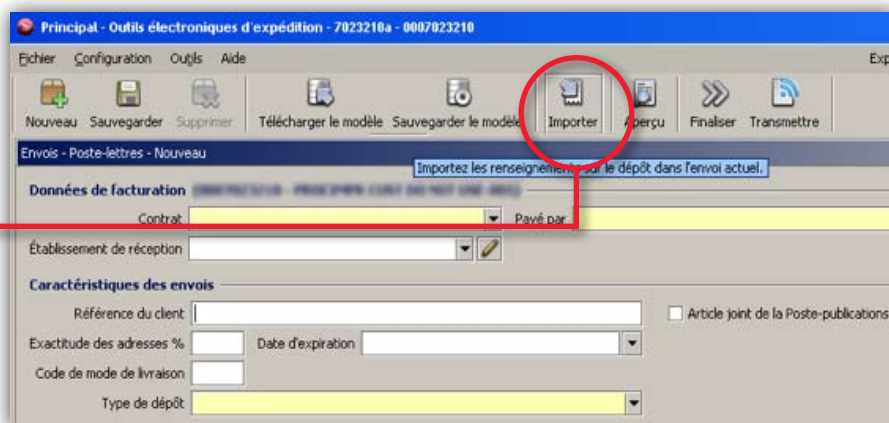 Principal - Outils électroniques d'expédition - 7023210a - 0007023210
Fichier Configuration Outils Aide Exp
Nouveau Sauvegarder Supprimer Télécharger le modèle Sauvegarder le modèle Importer Aperçu Finaliser Transmettre
Envois - Poste-lettres - Nouveau
Importez les renseignements sur le dépôt dans l'envoi actuel.
Données de facturation
Contrat Payé par
Établissement de réception
Caractéristiques des envois
Référence du client Article joint de la Poste-publications
Exactitude des adresses % Date d'expiration
Code de mode de livraison
Type de dépôt